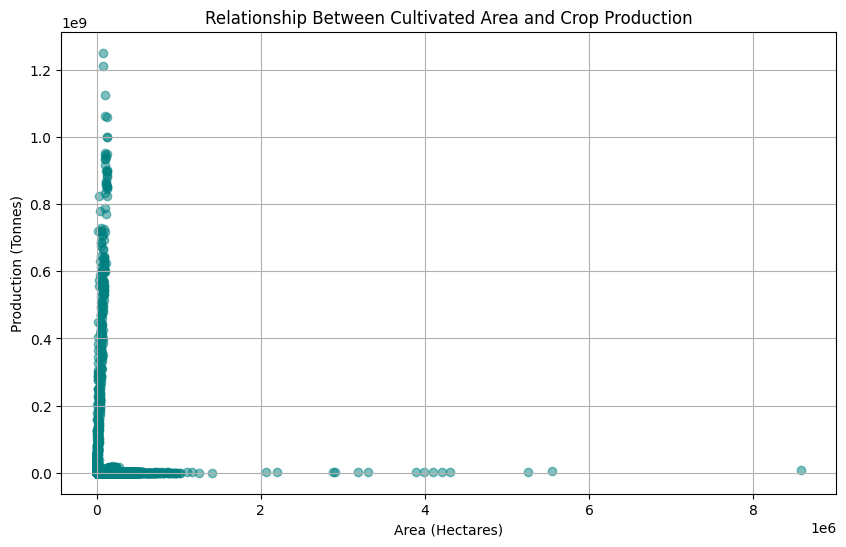 Relationship Between Cultivated Area and Crop Production
1e9
1.2
1.0
0.8
0.6
0.4
0.2
0.0
Production (Tonnes)
0 2 4 6 8
1e6
Area (Hectares)